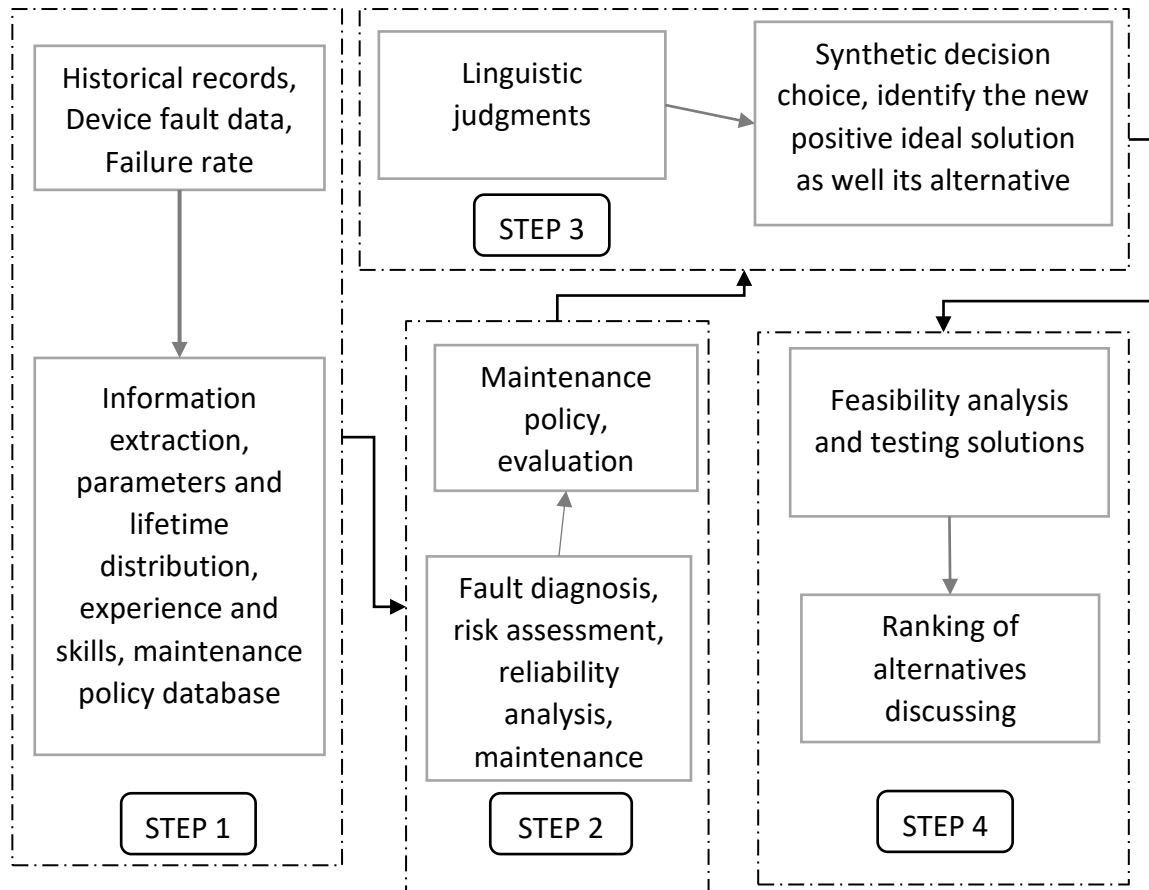 Historical records,
Device fault data,
Failure rate
Information
extraction,
parameters and
lifetime
distribution,
experience and
skills, maintenance
policy database
STEP 1
Maintenance
policy,
evaluation
Fault diagnosis,
risk assessment,
reliability
analysis,
maintenance
STEP 2
Linguistic
judgments
Synthetic decision
choice, identify the new
positive ideal solution
as well its alternative
STEP 3
Feasibility analysis
and testing solutions
Ranking of
alternatives
discussing
STEP 4